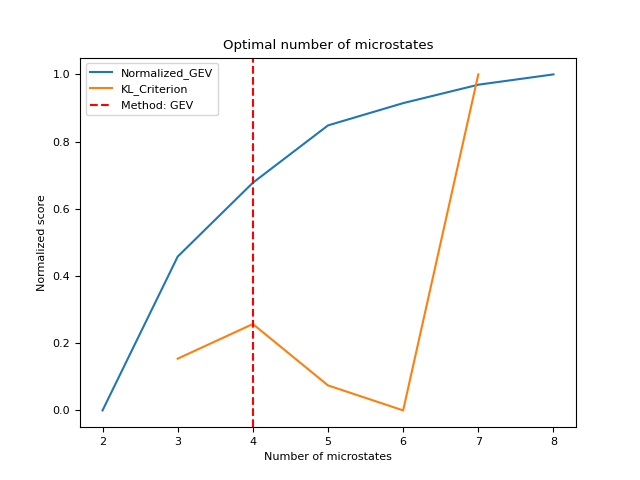 Optimal number of microstates
Normalized_GEV
KL_Criterion
Method: GEV
Normalized score
1.0
0.8
0.6
0.4
0.2
0.0
2 3 4 5 6 7 8
Number of microstates